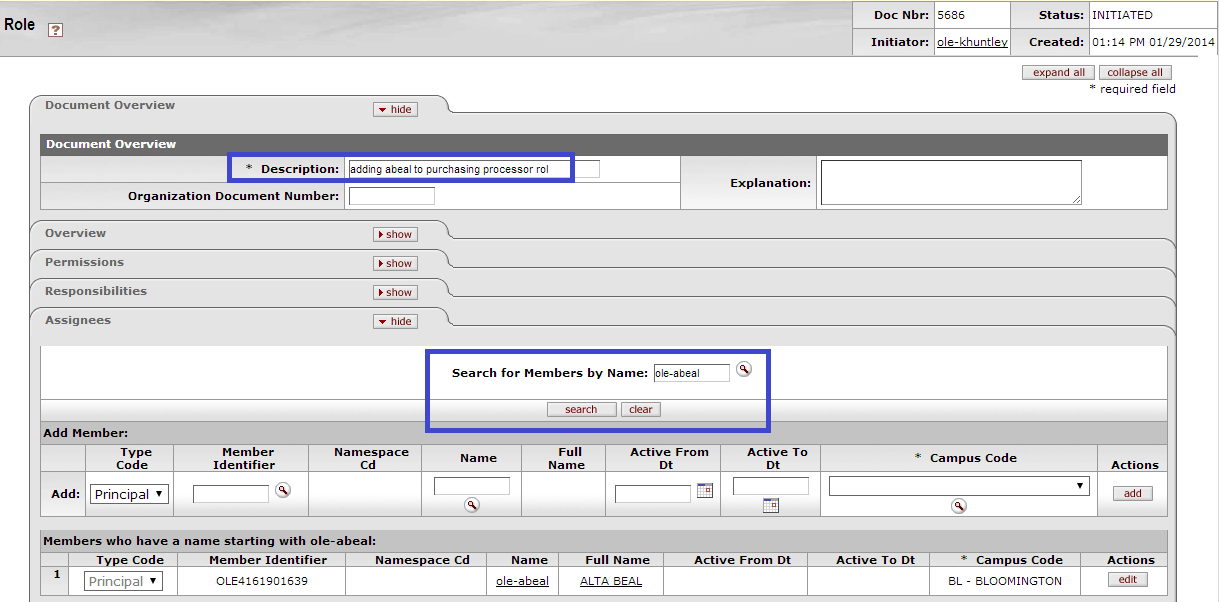 Role ?
Doc Nbr: 5686 Status: INITIATED
Initiator: ole-khuntlev Created: 01:14 PM 01/29/2014
expand all collapse all
* required field
Document Overview hide
Document Overview
* Description: adding abeal to purchasing processor rol Explanation:
Organization Document Number:
Overview show
Permissions show
Responsibilities show
Assignees hide
Search for Members by Name: ole-abeal
search clear
Add Member:
Type Code Member Identifier Namespace Cd Name Full Name Active From Dt Active To Dt * Campus Code Actions
Add: Principal add
Members who have a name starting with ole-abeal:
Type Code Member Identifier Namespace Cd Name Full Name Active From Dt Active To Dt * Campus Code Actions
1 Principal OLE4161901639 ole-abeal ALTA BEAL BL - BLOOMINGTON edit